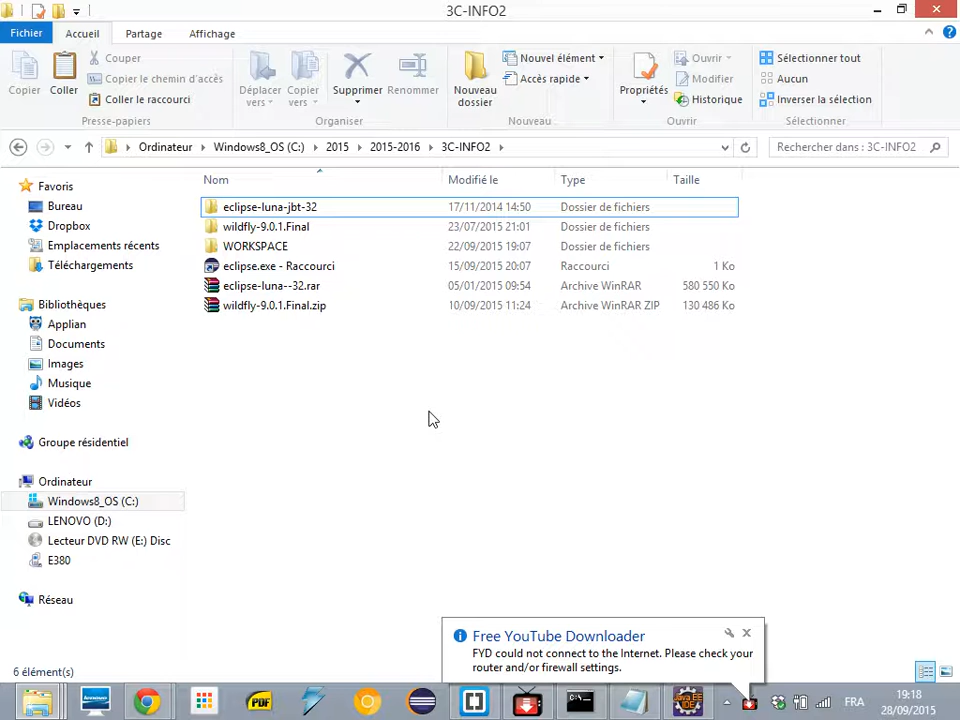 3C-INFO2
Fichier Accueil Partage Affichage
Copier
Coller
Couper
Copier le chemin d'accès
Coller le raccourci
Presse-papiers
Déplacer vers
Copier vers
Supprimer
Renommer
Organiser
Nouveau dossier
Nouvel élément
Accès rapide
Nouveau
Propriétés
Ouvrir
Modifier
Historique
Ouvrir
Sélectionner tout
Aucun
Inverser la sélection
Sélectionner
Ordinateur Windows8_OS (C:) 2015 2015-2016 3C-INFO2
Rechercher dans : 3C-INFO2
Favoris
Bureau
Dropbox
Emplacements récents
Téléchargements
Bibliothèques
Applian
Documents
Images
Musique
Vidéos
Groupe résidentiel
Ordinateur
Windows8_OS (C:)
LENOVO (D:)
Lecteur DVD RW (E:) Disc
E380
Réseau
Nom Modifié le Type Taille
eclipse-luna-jbt-32 17/11/2014 14:50 Dossier de fichiers
wildfly-9.0.1.Final 23/07/2015 21:01 Dossier de fichiers
WORKSPACE 22/09/2015 19:07 Dossier de fichiers
eclipse.exe - Raccourci 15/09/2015 20:07 Raccourci 1 Ko
eclipse-luna--32.rar 05/01/2015 09:54 Archive WinRAR 580 550 Ko
wildfly-9.0.1.Final.zip 10/09/2015 11:24 Archive WinRAR ZIP 130 486 Ko
Free YouTube Downloader
FYD could not connect to the Internet. Please check your
router and/or firewall settings.
6 élément(s)
PDF
C:\.
Java EE
IDE
FRA
19:18
28/09/2015